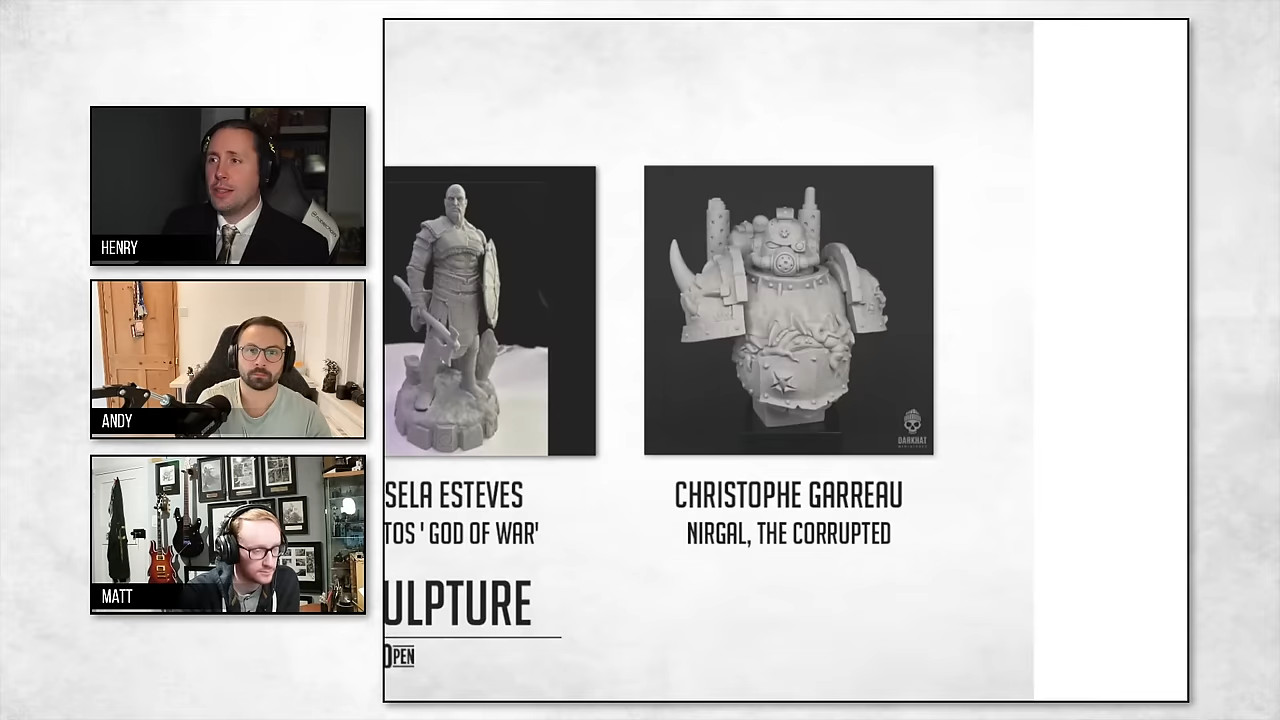 HENRY
ANDY
MATT
DARKHAT
SELA ESTEVES
TOS ' GOD OF WAR'
CHRISTOPHE GARREAU
NIRGAL, THE CORRUPTED
ULPTURE
OPEN